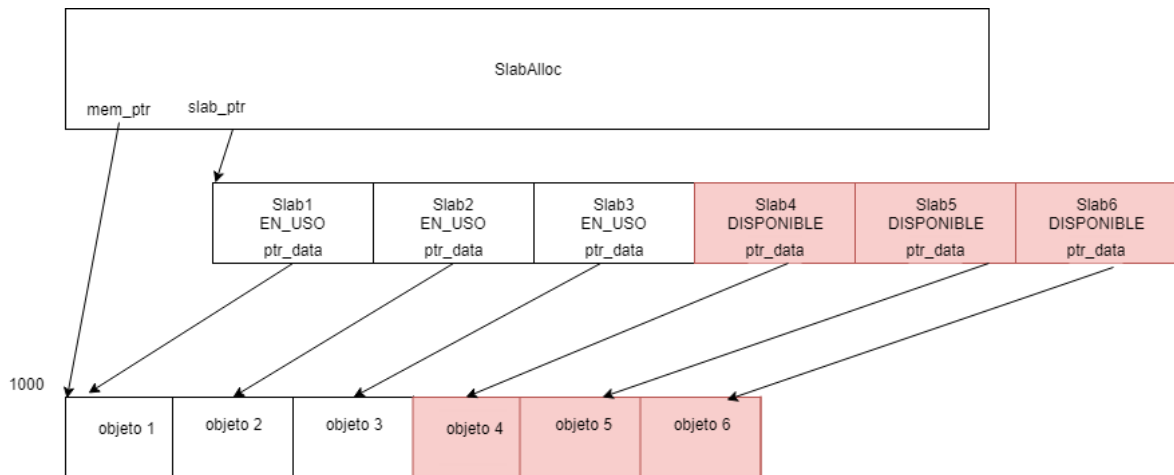 SlabAlloc
mem_ptr
slab_ptr
Slab1
EN_USO
ptr_data
Slab2
EN_USO
ptr_data
Slab3
EN_USO
ptr_data
Slab4
DISPONIBLE
ptr_data
Slab5
DISPONIBLE
ptr_data
Slab6
DISPONIBLE
ptr_data
1000
objeto 1
objeto 2
objeto 3
objeto 4
objeto 5
objeto 6